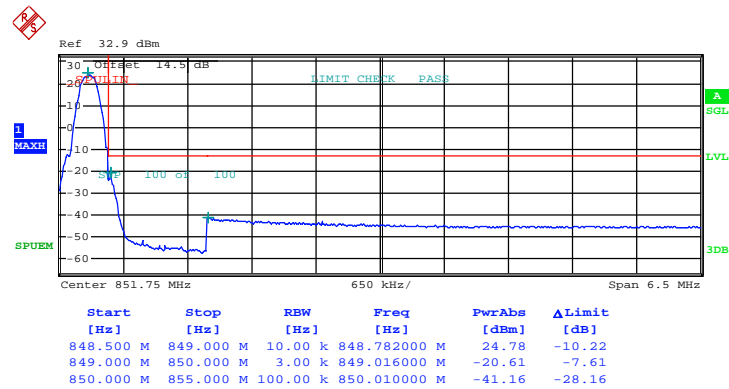 R S
Ref 32.9 dBm
Offset 14.5 dB
SPULIN
LIMIT CHECK PASS
30
20
10
0
-10
-20
-30
-40
-50
-60
SWP 100 of 100
1
MAXH
SPUEM
A
SGL
LVL
3DB
Center 851.75 MHz 650 kHz/ Span 6.5 MHz
Start Stop RBW Freq PwrAbs ΔLimit
[Hz] [Hz] [Hz] [Hz] [dBm] [dB]
848.500 M 849.000 M 10.00 k 848.782000 M 24.78 -10.22
849.000 M 850.000 M 3.00 k 849.016000 M -20.61 -7.61
850.000 M 855.000 M 100.00 k 850.010000 M -41.16 -28.16